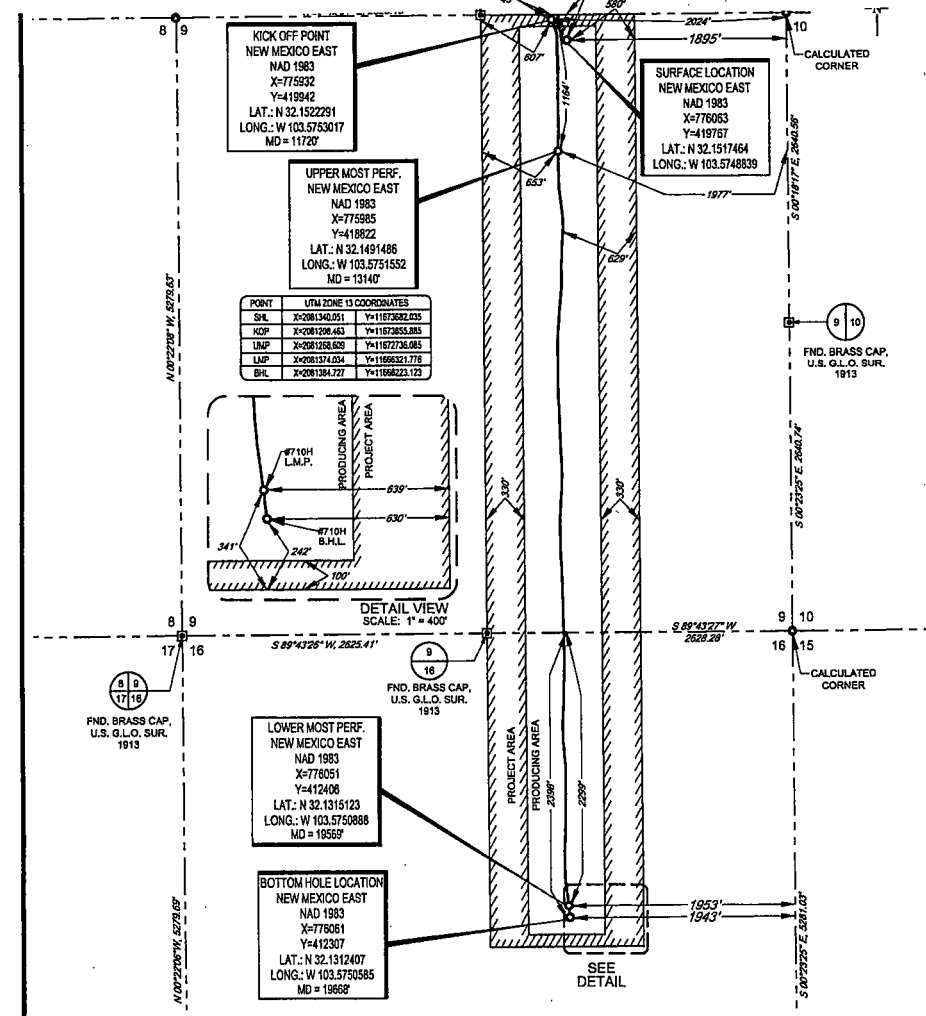 8 9
10
580'
2024'
1895'
CALCULATED
CORNER
KICK OFF POINT
NEW MEXICO EAST
NAD 1983
X=775932
Y=419942
LAT.: N 32.1522291
LONG.: W 103.5753017
MD = 11720'
607'
1164'
SURFACE LOCATION
NEW MEXICO EAST
NAD 1983
X=776063
Y=419767
LAT.: N 32.1517464
LONG.: W 103.5748839
S 00°18'17" E, 2640.66'
UPPER MOST PERF.
NEW MEXICO EAST
NAD 1983
X=775985
Y=418822
LAT.: N 32.1491486
LONG.: W 103.5751552
MD = 13140'
653'
1977'
629'
N 00°22'08" W, 5279.63'
POINT UTM ZONE 13 COORDINATES
SHL X=2081340.051 Y=11673682.035
KOP X=2081208.463 Y=11673855.885
UMP X=2081268.609 Y=11672736.085
LMP X=2081374.034 Y=11666321.778
BHL X=2081384.727 Y=11666223.123
9 10
FND. BRASS CAP,
U.S. G.L.O. SUR.
1913
S 00°23'25" E, 2640.74'
#710H
L.M.P.
PRODUCING AREA
PROJECT AREA
639'
630'
#710H
B.H.L.
341'
242'
100'
330'
330'
DETAIL VIEW
SCALE: 1" = 400'
8 9
17 16
S 89°43'26" W, 2625.41'
S 89°43'27" W
2628.28'
9 10
16 15
8 9
17 16
FND. BRASS CAP,
U.S. G.L.O. SUR.
1913
9
16
FND. BRASS CAP,
U.S. G.L.O. SUR.
1913
CALCULATED
CORNER
LOWER MOST PERF.
NEW MEXICO EAST
NAD 1983
X=776051
Y=412406
LAT.: N 32.1315123
LONG.: W 103.5750886
MD = 19569'
PROJECT AREA
PRODUCING AREA
2398'
2299'
BOTTOM HOLE LOCATION
NEW MEXICO EAST
NAD 1983
X=776061
Y=412307
LAT.: N 32.1312407
LONG.: W 103.5750585
MD = 19668'
1953'
1943'
N 00°22'06" W, 5279.69'
S 00°23'25" E, 5281.03'
SEE
DETAIL